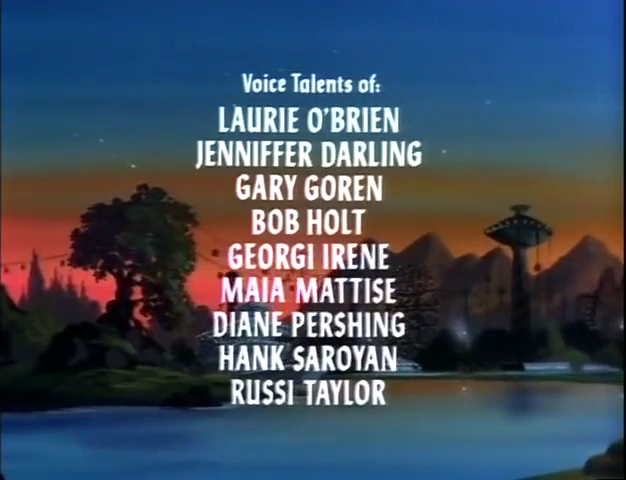 Voice Talents of:
LAURIE O'BRIEN
JENNIFFER DARLING
GARY GOREN
BOB HOLT
GEORGI IRENE
MAIA MATTISE
DIANE PERSHING
HANK SAROYAN
RUSSI TAYLOR